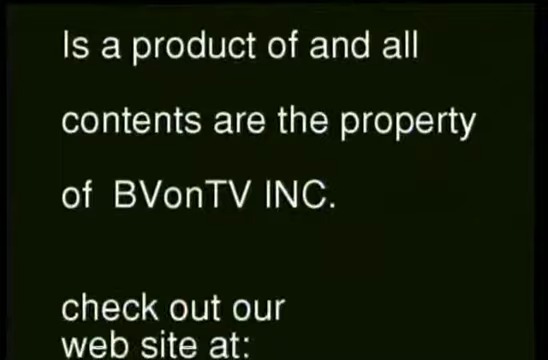 Is a product of and all
contents are the property
of BVonTV INC.
check out our
web site at: